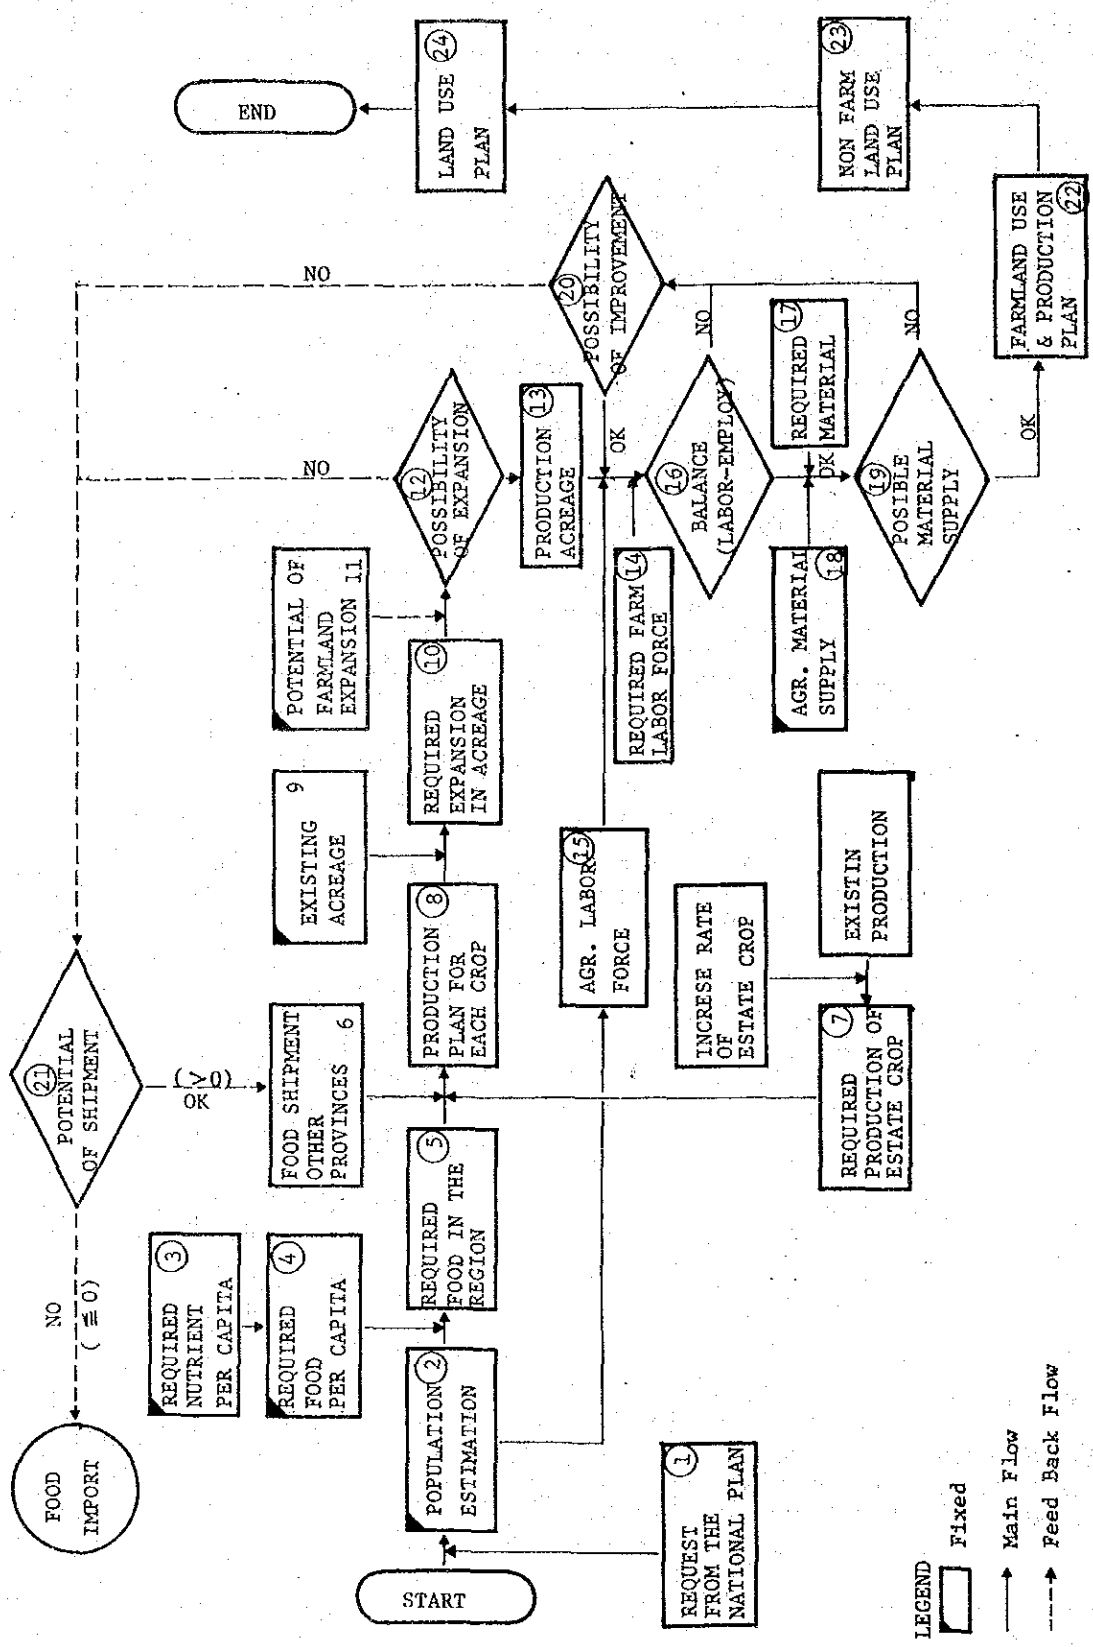 START
REQUEST
FROM THE
NATIONAL PLAN
1
POPULATION
ESTIMATION
2
REQUIRED
NUTRIENT
PER CAPITA
3
REQUIRED
FOOD
PER CAPITA
4
REQUIRED
FOOD IN THE
REGION
5
FOOD SHIPMENT
OTHER
PROVINCES
6
REQUIRED
PRODUCTION OF
ESTATE CROP
7
INCRESE RATE
OF
ESTATE CROP
EXISTIN
PRODUCTION
PRODUCTION
PLAN FOR
EACH CROP
8
EXISTING
ACREAGE
9
REQUIRED
EXPANSION
IN ACREAGE
10
POTENTIAL OF
FARMLAND
EXPANSION 11
12
POSSIBILITY
OF EXPANSION
NO
PRODUCTION
ACREAGE
13
REQUIRED FARM
LABOR FORCE
14
AGR. LABOR
FORCE
15
16
BALANCE
(LABOR-EMPLOY)
NO
OK
REQUIRED
MATERIAL
17
AGR. MATERIAL
SUPPLY
18
19
POSIBLE
MATERIAL
SUPPLY
NO
OK
20
POSSIBILITY
OF IMPROVEMENT
NO
OK
21
POTENTIAL
OF SHIPMENT
(>0)
OK
NO
(≦0)
FOOD
IMPORT
FARMLAND USE
& PRODUCTION
PLAN
22
NON FARM
LAND USE
PLAN
23
LAND USE
PLAN
24
END
LEGEND
Fixed
Main Flow
Feed Back Flow